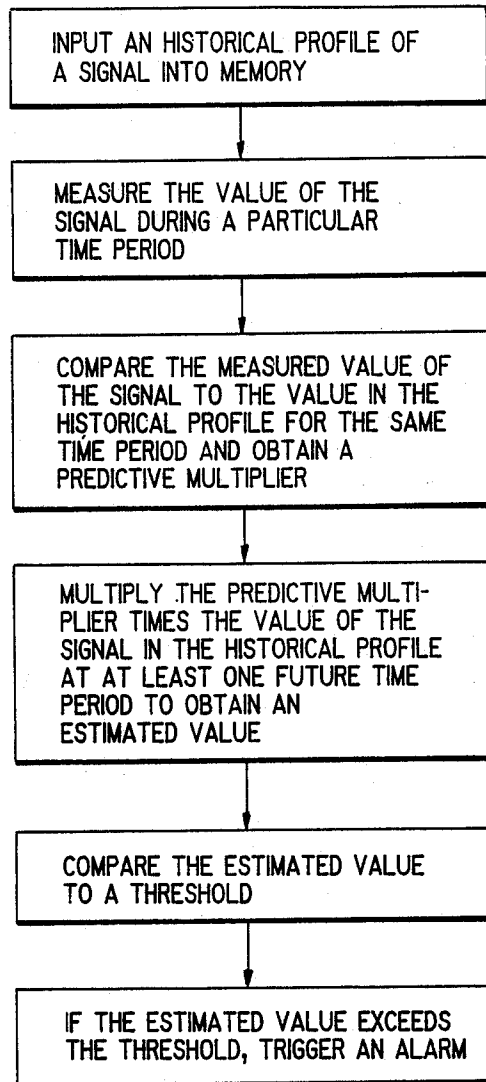 INPUT AN HISTORICAL PROFILE OF
A SIGNAL INTO MEMORY
MEASURE THE VALUE OF THE
SIGNAL DURING A PARTICULAR
TIME PERIOD
COMPARE THE MEASURED VALUE OF
THE SIGNAL TO THE VALUE IN THE
HISTORICAL PROFILE FOR THE SAME
TIME PERIOD AND OBTAIN A
PREDICTIVE MULTIPLIER
MULTIPLY THE PREDICTIVE MULTI-
PLIER TIMES THE VALUE OF THE
SIGNAL IN THE HISTORICAL PROFILE
AT AT LEAST ONE FUTURE TIME
PERIOD TO OBTAIN AN
ESTIMATED VALUE
COMPARE THE ESTIMATED VALUE
TO A THRESHOLD
IF THE ESTIMATED VALUE EXCEEDS
THE THRESHOLD, TRIGGER AN ALARM